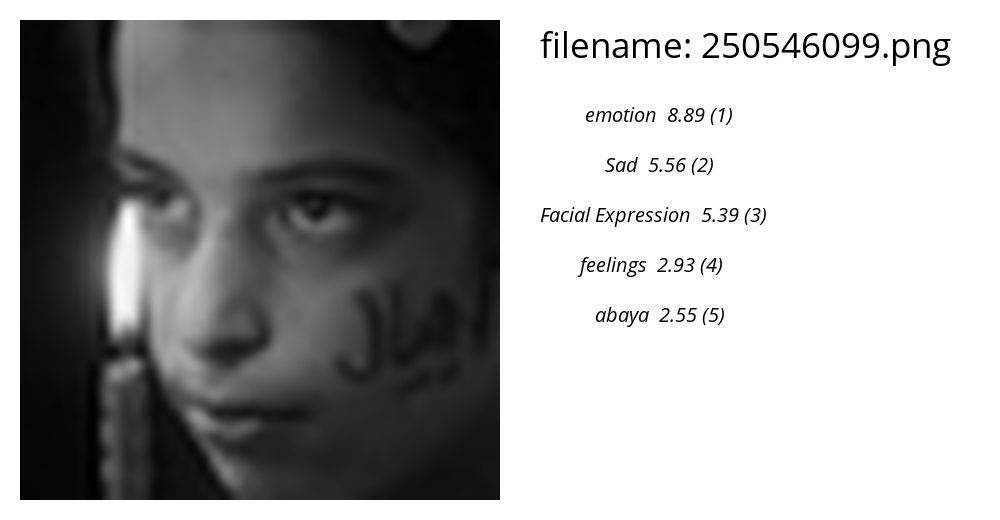 filename: 250546099.png
emotion 8.89 (1)
Sad 5.56 (2)
Facial Expression 5.39 (3)
feelings 2.93 (4)
abaya 2.55 (5)